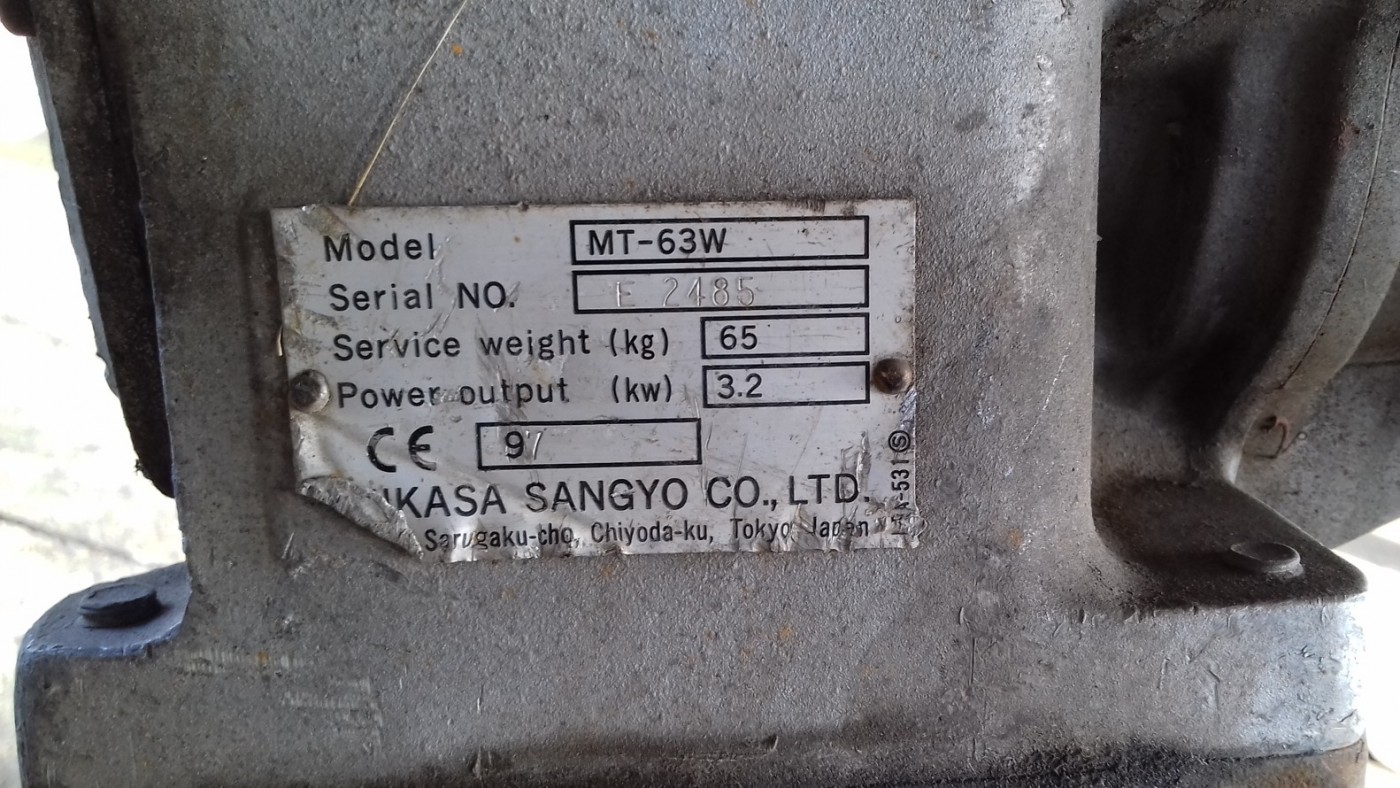 Model MT-63W
Serial NO. E 2485
Service weight (kg) 65
Power output (kw) 3.2
CE 97
SANGYO CO., LTD.
Sarugaku-cho, Chiyoda-ku, Tokyo Japan